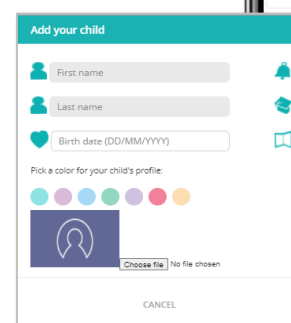 Add your child
First name
Last name
Birth date (DD/MM/YYYY)
Pick a color for your child's profile:
Choose file No file chosen
CANCEL